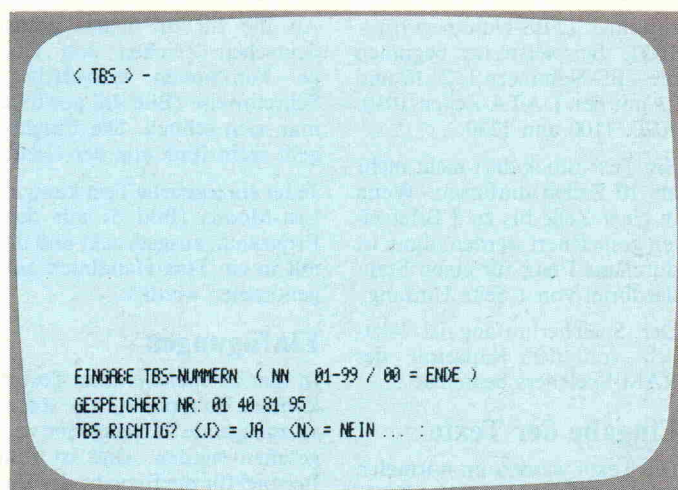 < TBS > -
EINGABE TBS-NUMMERN ( NN 01-99 / 00 = ENDE )
GESPEICHERT NR: 01 40 81 95
TBS RICHTIG? <J> = JA <N> = NEIN ...